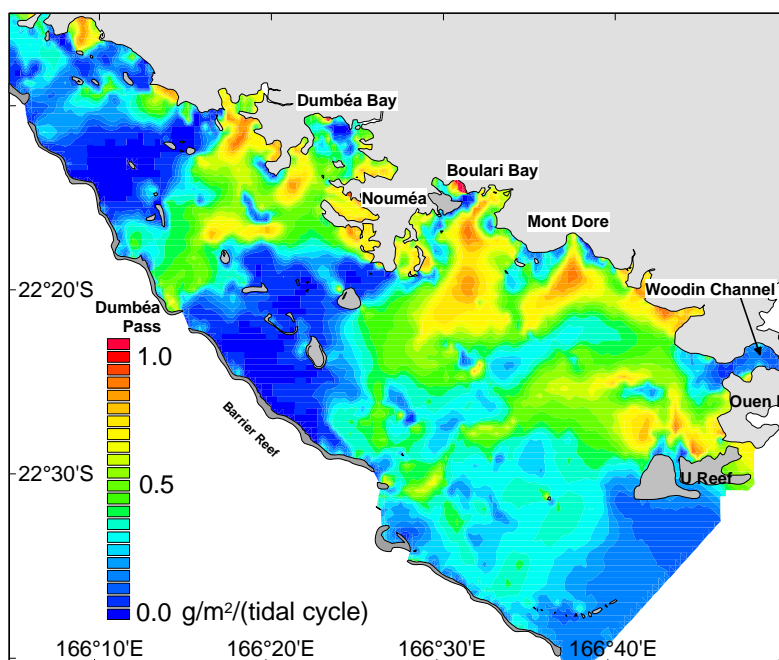 Dumbéa Bay
Boulari Bay
Nouméa
Mont Dore
22°20'S
Woodin Channel
Dumbéa
Pass
1.0
Ouen I
Barrier Reef
22°30'S
U Reef
0.5
0.0 g/m²/(tidal cycle)
166°10'E 166°20'E 166°30'E 166°40'E